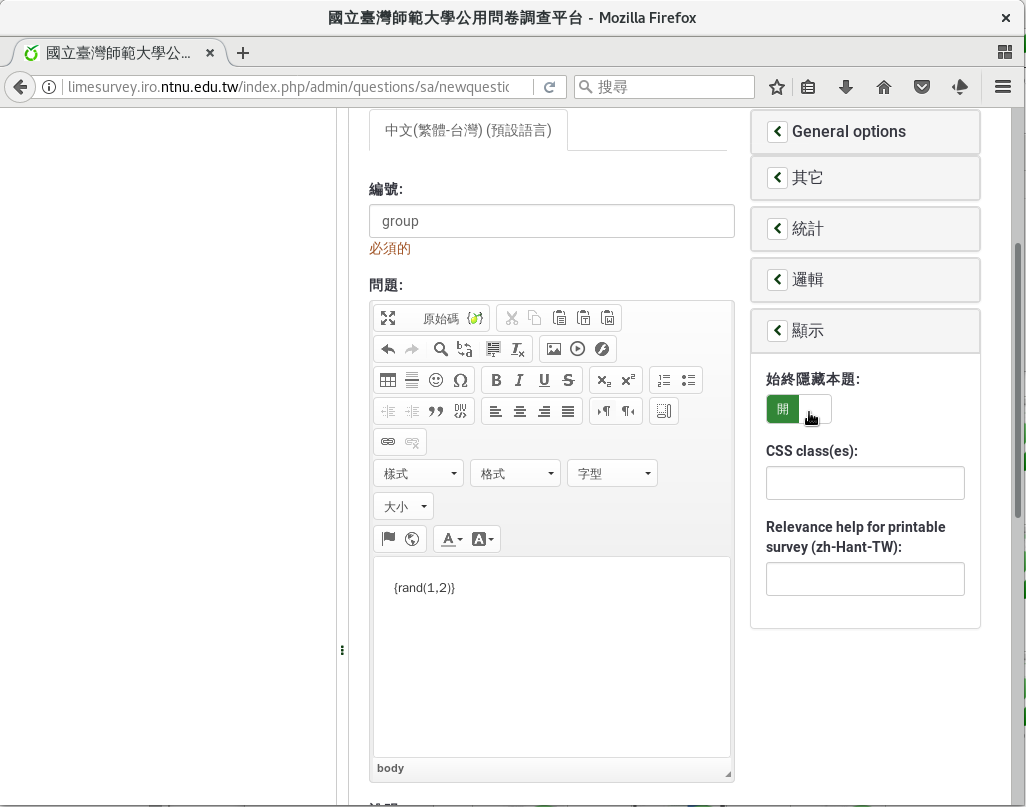 國立臺灣師範大學公用問卷調查平台 - Mozilla Firefox
國立臺灣師範大學公...
limesurvey.iro.ntnu.edu.tw/index.php/admin/questions/sa/newquestic
搜尋
中文(繁體-台灣) (預設語言)
編號:
group
必須的
問題:
原始碼
樣式
格式
字型
大小
{rand(1,2)}
body
General options
其它
統計
邏輯
顯示
始終隱藏本題:
開
CSS class(es):
Relevance help for printable
survey (zh-Hant-TW):